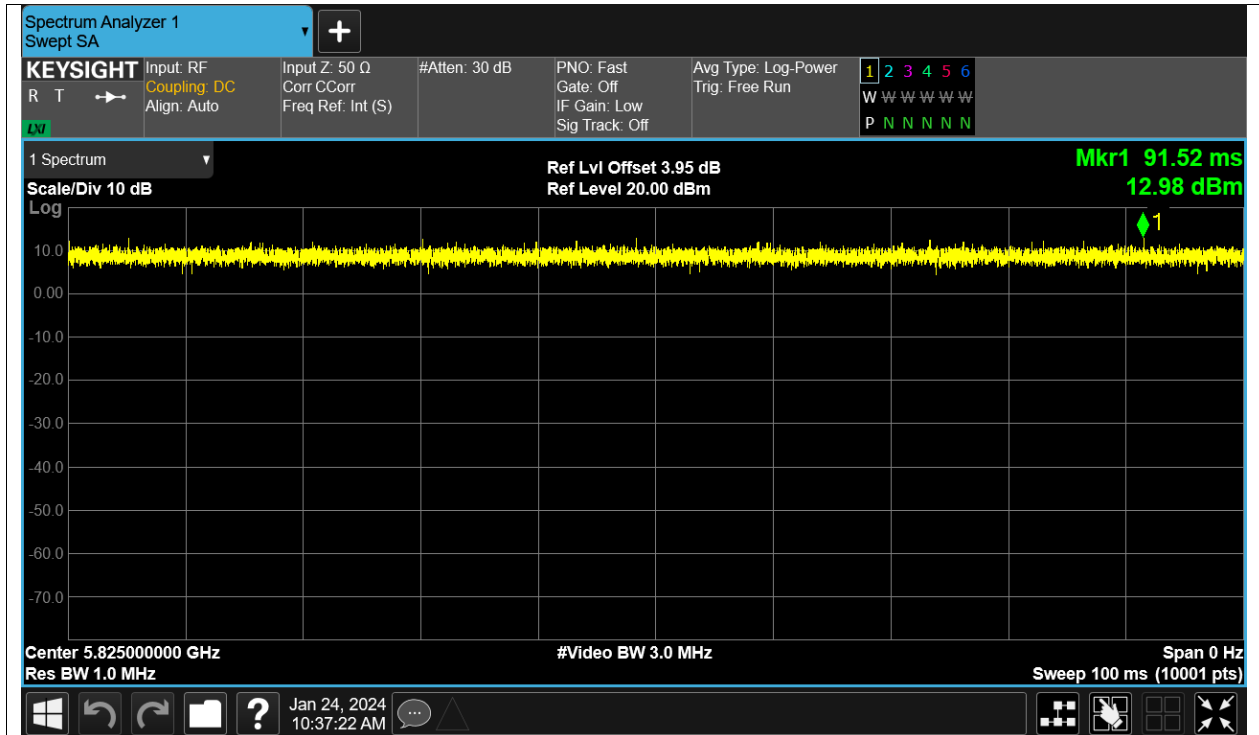 Spectrum Analyzer 1
Swept SA
KEYSIGHT
R T
LXI
Input: RF
Coupling: DC
Align: Auto
Input Z: 50 Ω
Corr CCorr
Freq Ref: Int (S)
#Atten: 30 dB
PNO: Fast
Gate: Off
IF Gain: Low
Sig Track: Off
Avg Type: Log-Power
Trig: Free Run
1 2 3 4 5 6
W W W W W W
P N N N N N
1 Spectrum
Scale/Div 10 dB
Ref Lvl Offset 3.95 dB
Ref Level 20.00 dBm
Mkr1 91.52 ms
12.98 dBm
Log
1
10.0
0.00
-10.0
-20.0
-30.0
-40.0
-50.0
-60.0
-70.0
Center 5.825000000 GHz
Res BW 1.0 MHz
#Video BW 3.0 MHz
Span 0 Hz
Sweep 100 ms (10001 pts)
?
Jan 24, 2024
10:37:22 AM